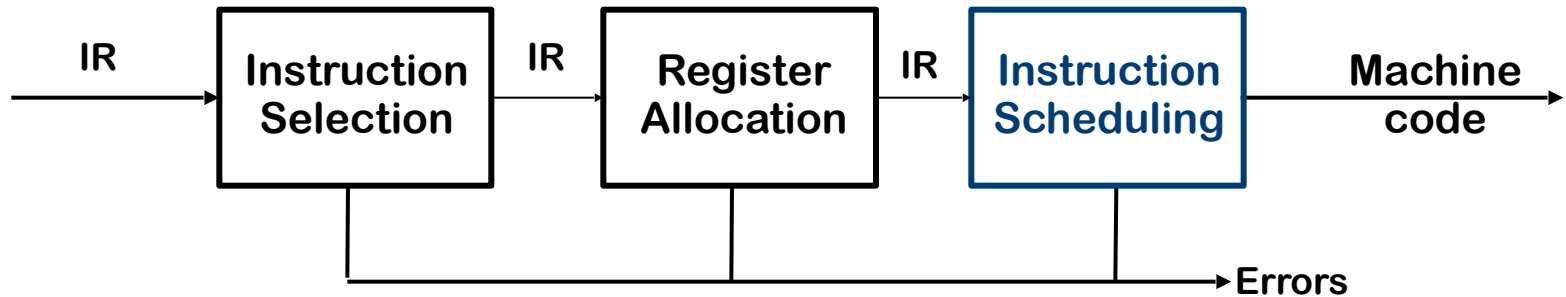 IR
Instruction
Selection
IR
Register
Allocation
IR
Instruction
Scheduling
Machine
code
Errors